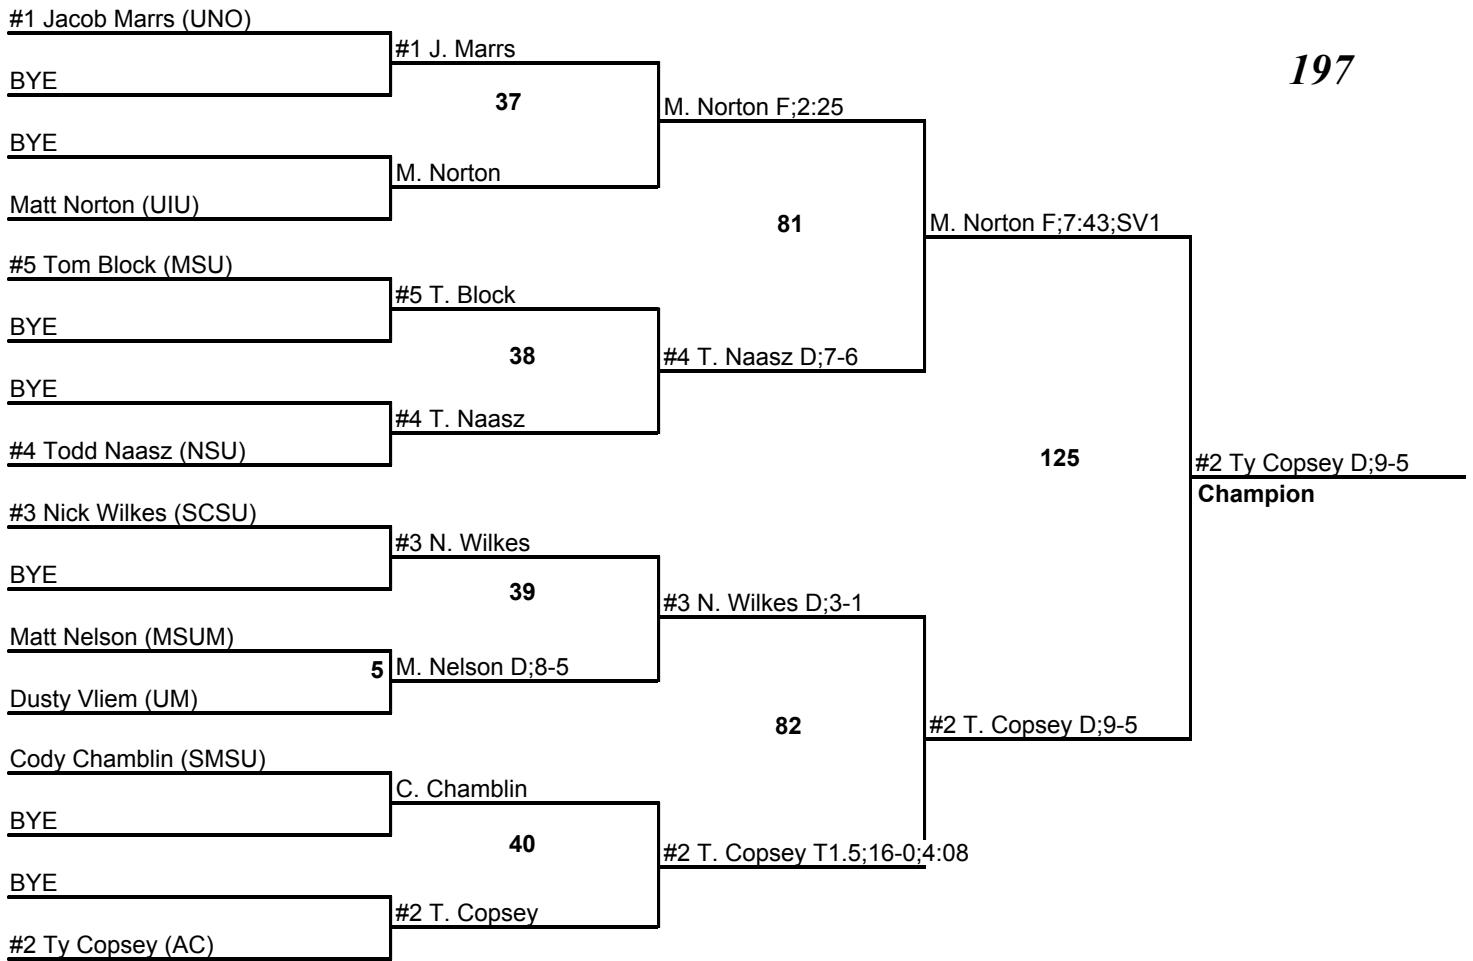 #1 Jacob Marrs (UNO)
#1 J. Marrs
197
BYE
37
M. Norton F;2:25
BYE
M. Norton
Matt Norton (UIU)
81
M. Norton F;7:43;SV1
#5 Tom Block (MSU)
#5 T. Block
BYE
38
#4 T. Naasz D;7-6
BYE
#4 T. Naasz
#4 Todd Naasz (NSU)
125
#2 Ty Copsey D;9-5
Champion
#3 Nick Wilkes (SCSU)
#3 N. Wilkes
BYE
39
#3 N. Wilkes D;3-1
Matt Nelson (MSUM)
5
M. Nelson D;8-5
Dusty Vliem (UM)
82
#2 T. Copsey D;9-5
Cody Chamblin (SMSU)
C. Chamblin
BYE
40
#2 T. Copsey T1.5;16-0;4:08
BYE
#2 T. Copsey
#2 Ty Copsey (AC)